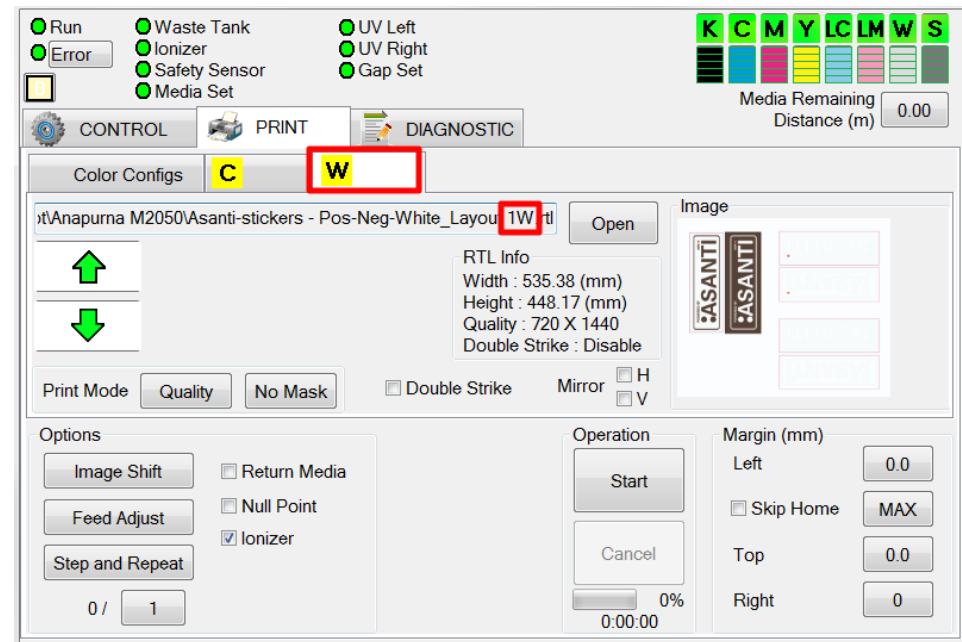 Run
Waste Tank
UV Left
Error
Ionizer
UV Right
Safety Sensor
Gap Set
Media Set
K C M Y LC LM W S
Media Remaining
Distance (m)
0.00
CONTROL
PRINT
DIAGNOSTIC
Color Configs
C
W
ot\Anapurna M2050\Asanti-stickers - Pos-Neg-White_Layou 1W rtl
Open
Image
RTL Info
Width : 535.38 (mm)
Height : 448.17 (mm)
Quality : 720 X 1440
Double Strike : Disable
:ASANTI
:ASANTI
Print Mode
Quality
No Mask
Double Strike
Mirror
H
V
Options
Image Shift
Return Media
Feed Adjust
Null Point
Ionizer
Step and Repeat
0 /
1
Operation
Start
Cancel
0%
0:00:00
Margin (mm)
Left
0.0
Skip Home
MAX
Top
0.0
Right
0